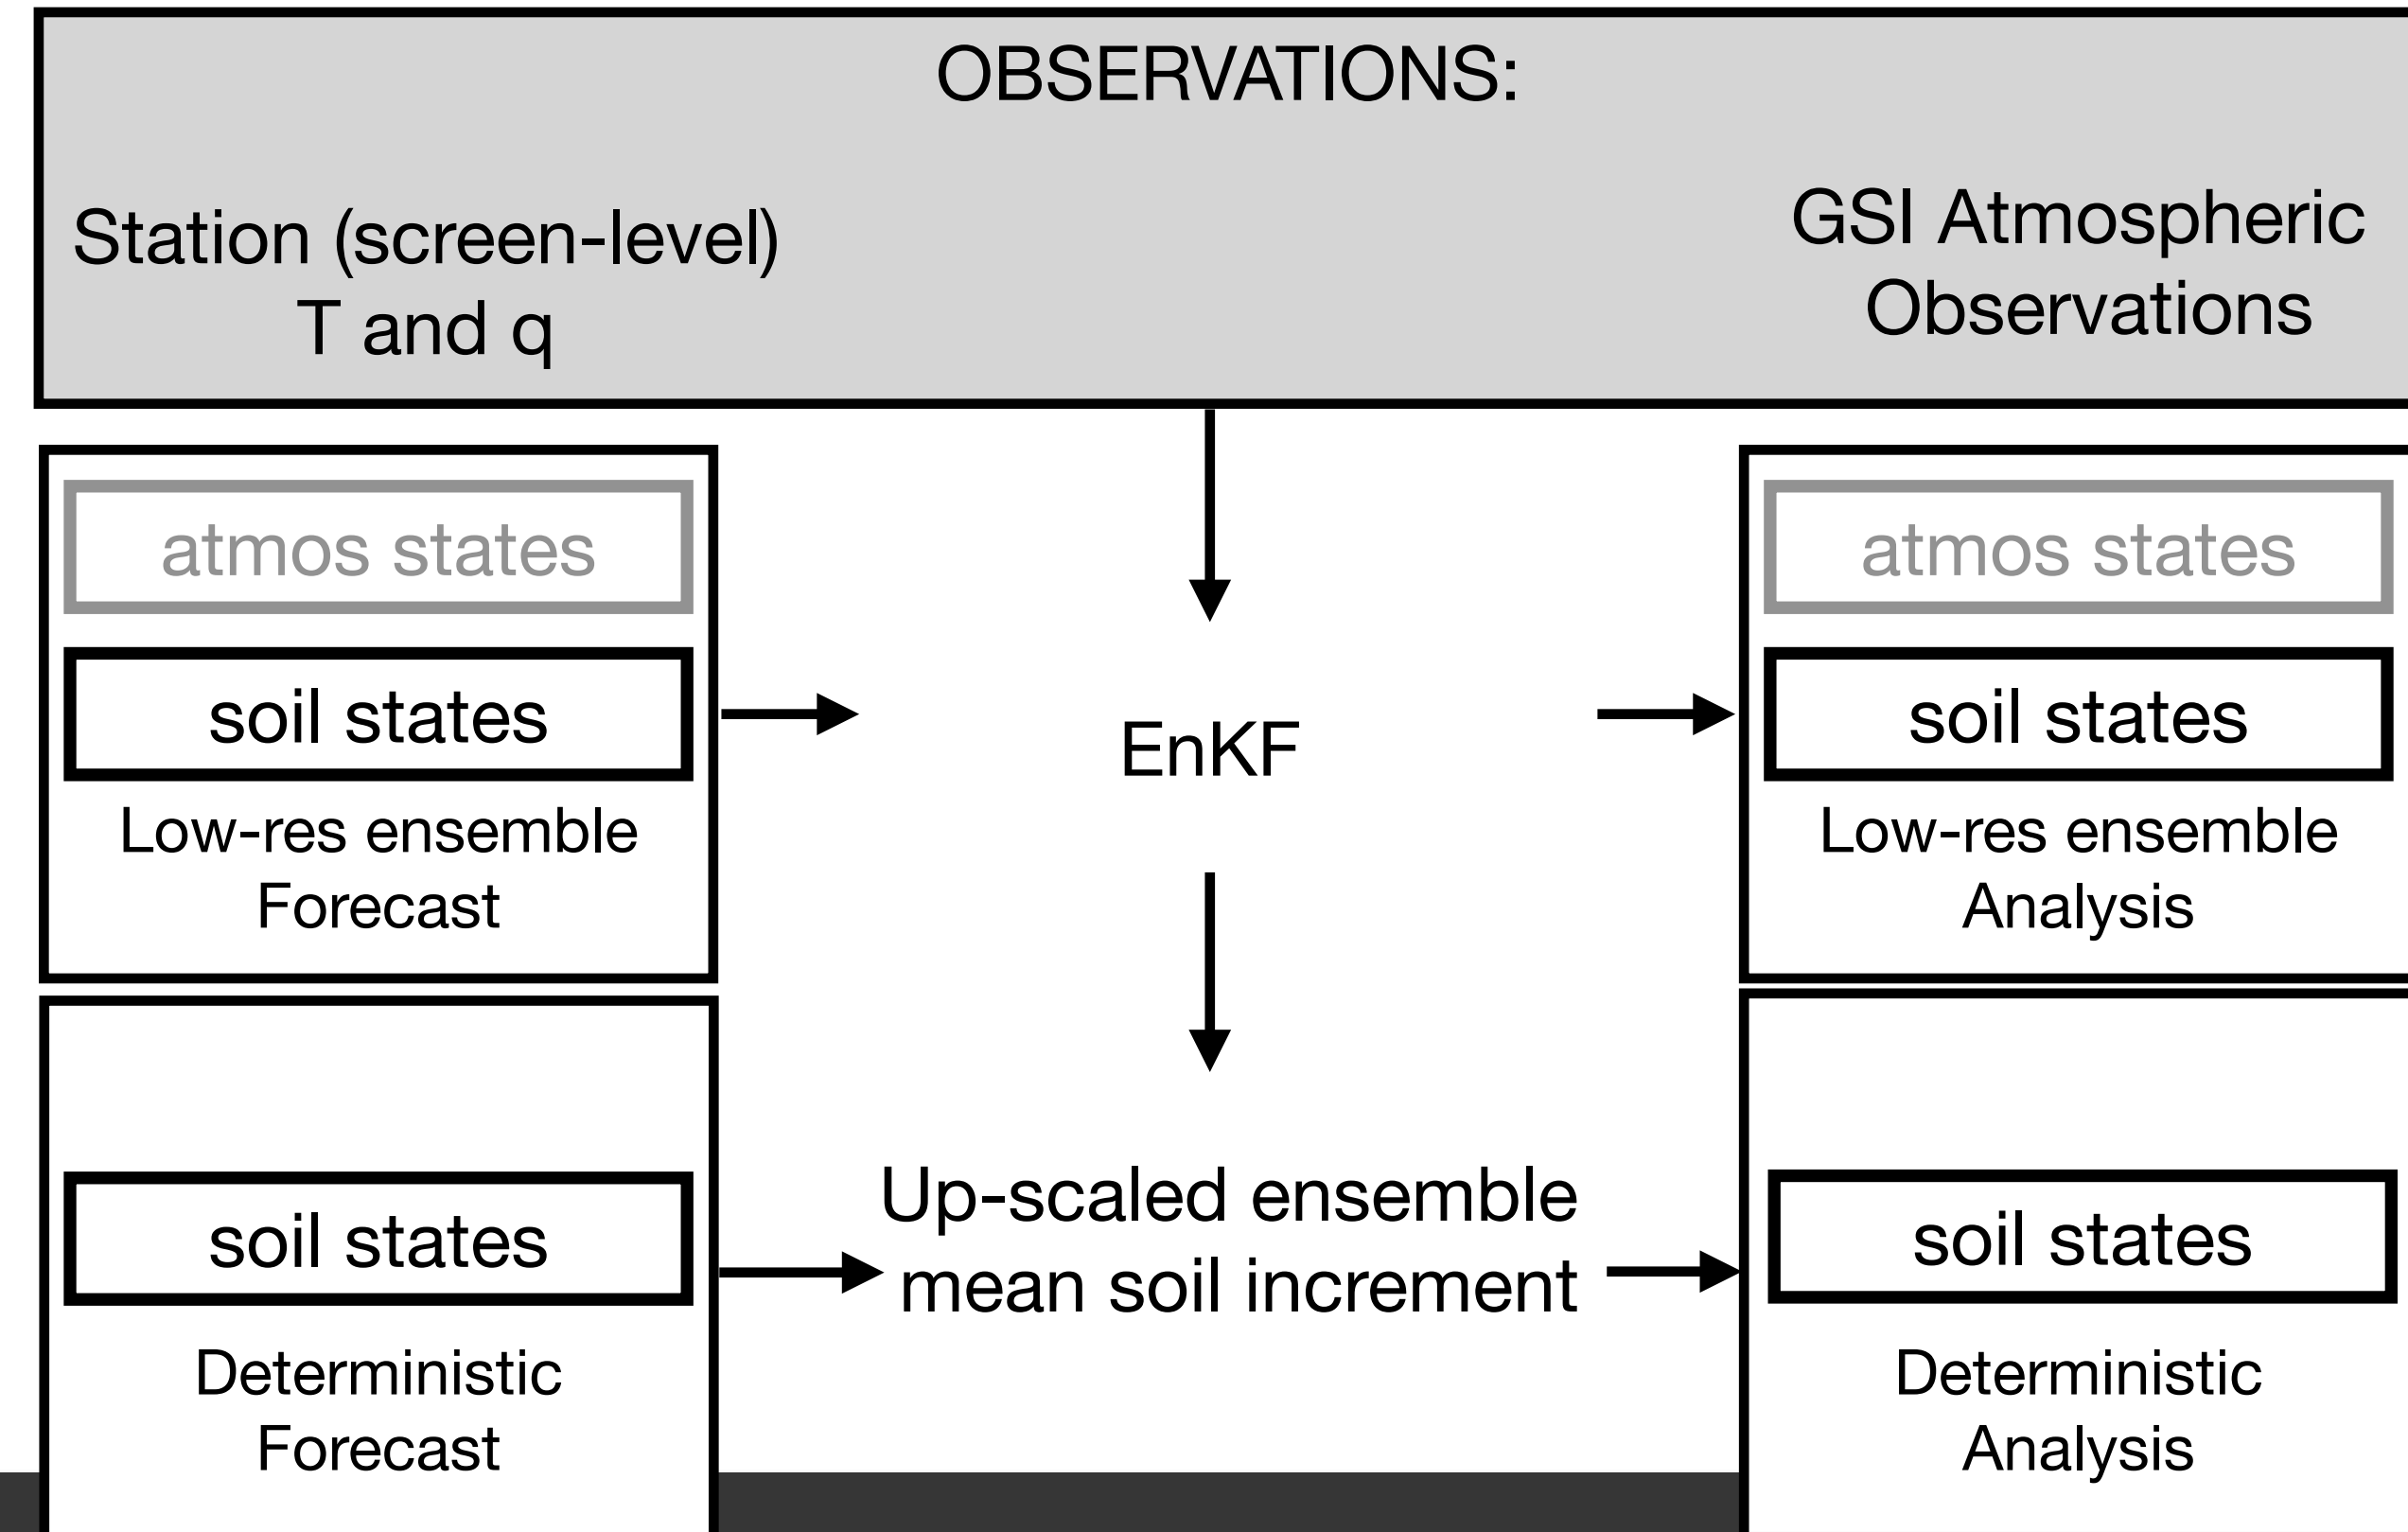 OBSERVATIONS:
Station (screen-level)
T and q
GSI Atmospheric
Observations
atmos states
soil states
Low-res ensemble
Forecast
EnKF
atmos states
soil states
Low-res ensemble
Analysis
soil states
Deterministic
Forecast
Up-scaled ensemble
mean soil increment
soil states
Deterministic
Analysis